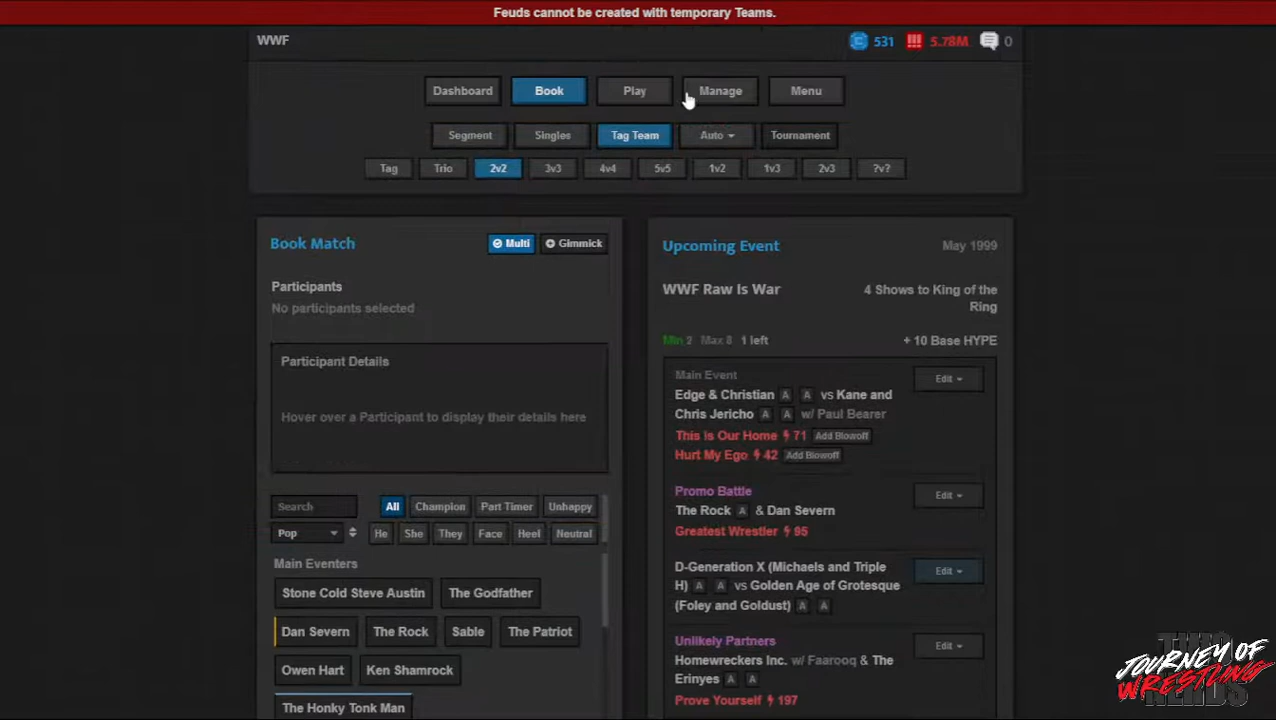 Feuds cannot be created with temporary Teams.
WWF
531 5.78M 0
Dashboard Book Play Manage Menu
Segment Singles Tag Team Auto Tournament
Tag Trio 2v2 3v3 4v4 5v5 1v2 1v3 2v3 ?v?
Book Match Multi Gimmick
Participants
No participants selected
Participant Details
Hover over a Participant to display their details here
Search All Champion Part Timer Unhappy
Pop He She They Face Heel Neutral
Main Eventers
Stone Cold Steve Austin The Godfather
Dan Severn The Rock Sable The Patriot
Owen Hart Ken Shamrock
The Honky Tonk Man
Upcoming Event May 1999
WWF Raw Is War 4 Shows to King of the
Ring
Min 2 Max 8 1 left + 10 Base HYPE
Main Event Edit
Edge & Christian A A vs Kane and
Chris Jericho A A w/ Paul Bearer
This Is Our Home 71 Add Blowoff
Hurt My Ego 42 Add Blowoff
Promo Battle Edit
The Rock A & Dan Severn
Greatest Wrestler 95
D-Generation X (Michaels and Triple Edit
H) A A vs Golden Age of Grotesque
(Foley and Goldust) A A
Unlikely Partners Edit
Homewreckers Inc. w/ Faarooq & The
Erinyes A A
Prove Yourself 197
THIS
JOURNEY OF
WRESTLING
NERDS